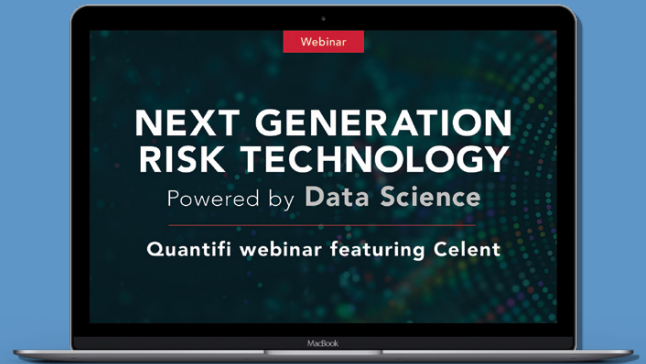 Webinar
NEXT GENERATION
RISK TECHNOLOGY
Powered by Data Science
Quantifi webinar featuring Celent
MacBook